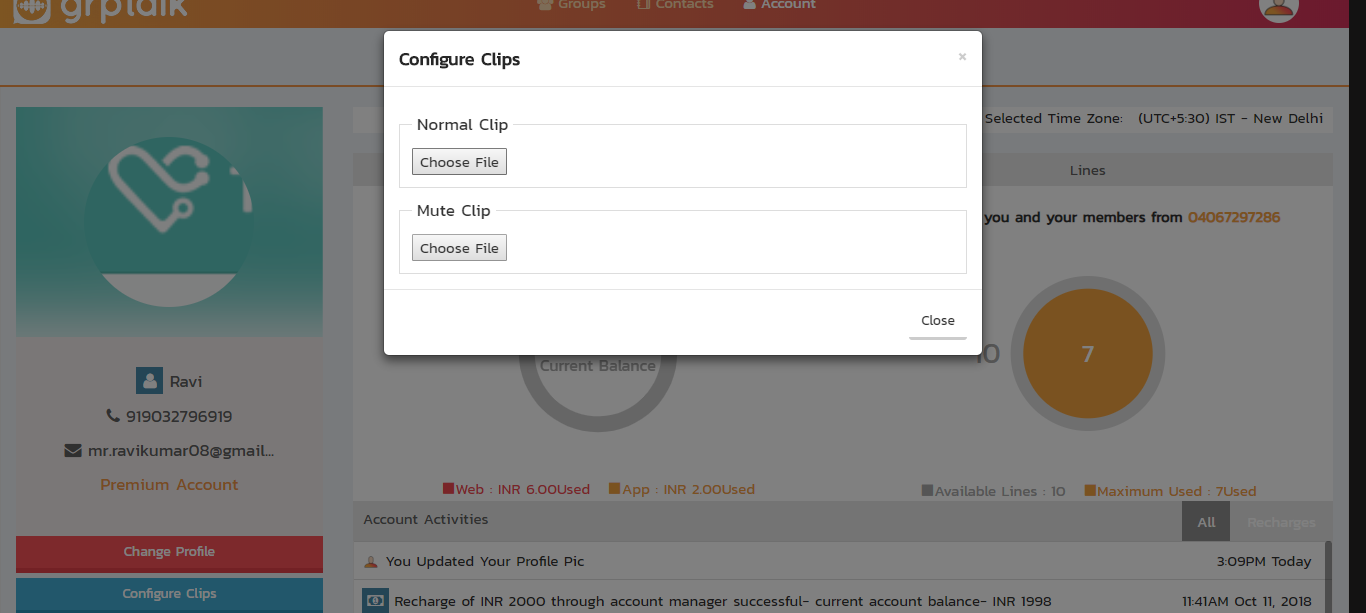 grptalk
Groups
Contacts
Account
Configure Clips
×
Normal Clip
Choose File
Mute Clip
Choose File
Close
Selected Time Zone: (UTC+5:30) IST - New Delhi
Lines
you and your members from 04067297286
Current Balance
10
7
Web : INR 6.00Used
App : INR 2.00Used
Available Lines : 10
Maximum Used : 7Used
Ravi
919032796919
mr.ravikumar08@gmail...
Premium Account
Change Profile
Configure Clips
Account Activities
All
Recharges
You Updated Your Profile Pic
3:09PM Today
Recharge of INR 2000 through account manager successful- current account balance- INR 1998
11:41AM Oct 11, 2018